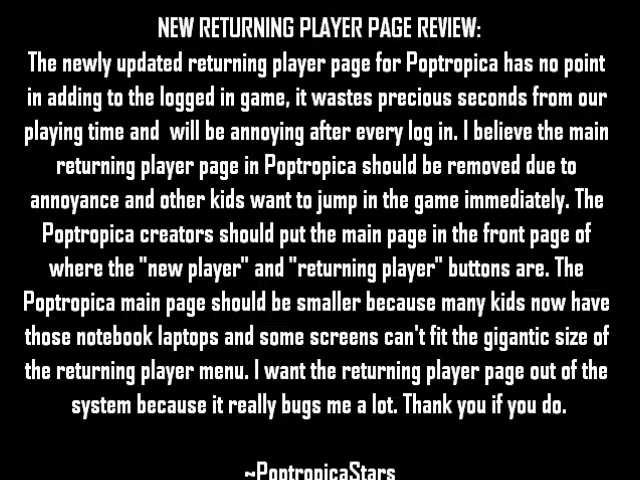 NEW RETURNING PLAYER PAGE REVIEW:
The newly updated returning player page for Poptropica has no point
in adding to the logged in game, it wastes precious seconds from our
playing time and  will be annoying after every log in. I believe the main
returning player page in Poptropica should be removed due to
annoyance and other kids want to jump in the game immediately. The
Poptropica creators should put the main page in the front page of
where the "new player" and "returning player" buttons are. The
Poptropica main page should be smaller because many kids now have
those notebook laptops and some screens can't fit the gigantic size of
the returning player menu. I want the returning player page out of the
system because it really bugs me a lot. Thank you if you do.
~PoptropicaStars